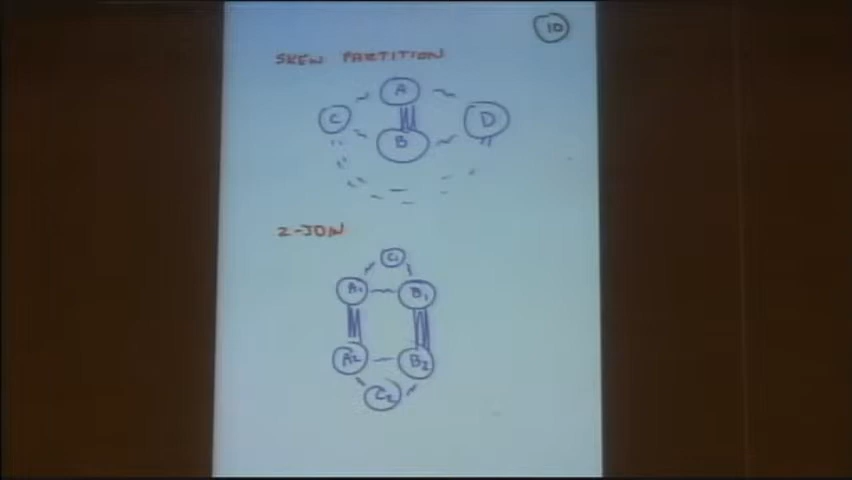 10
SKEW PARTITION
A
C
D
B
2-JOIN
C1
A1 B1
A2 B2
C2